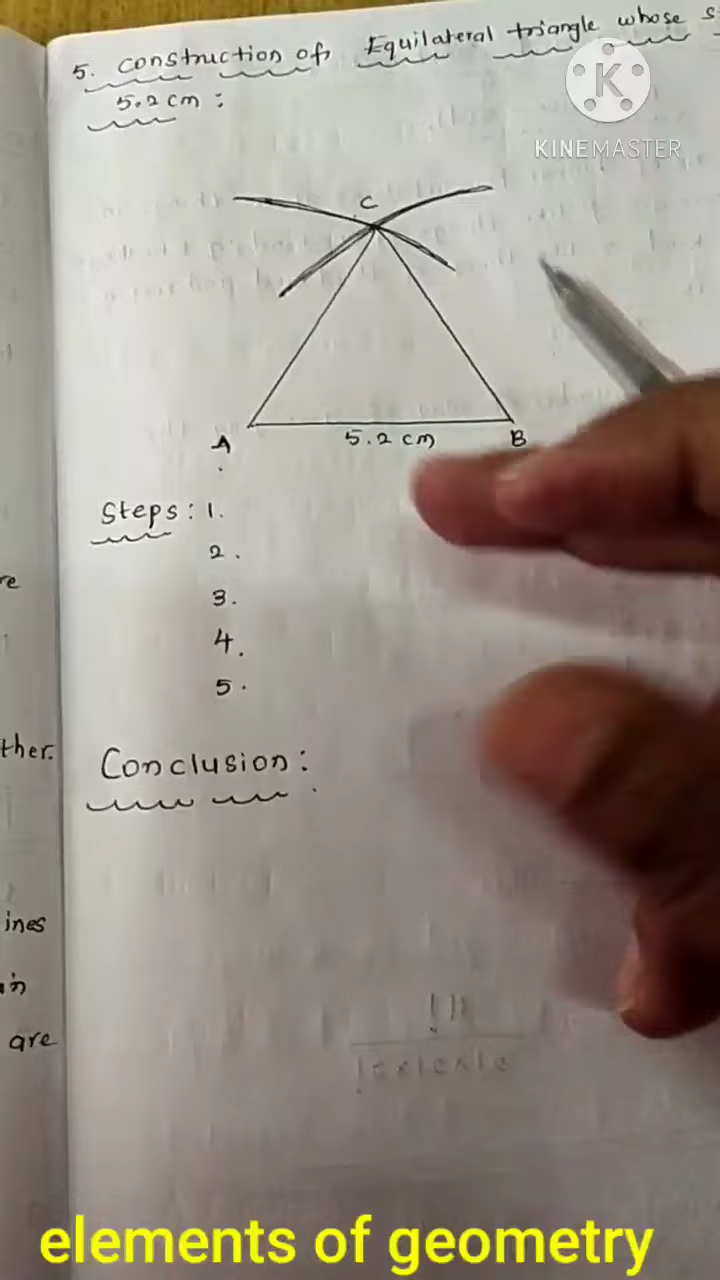 5. Construction of Equilateral triangle whose
5.2 cm :
K
KINEMASTER
C
A 5.2 cm B
Steps : 1.
2.
3.
4.
5.
Conclusion :
ther.
ines
are
elements of geometry